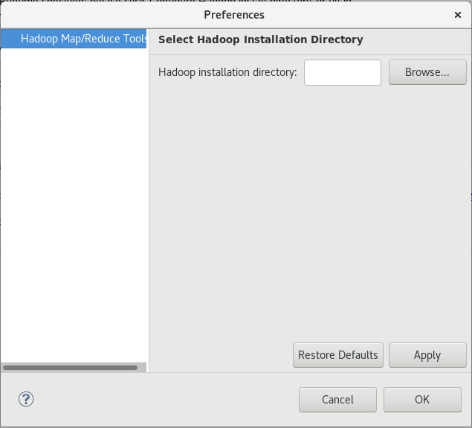 Preferences
Hadoop Map/Reduce Tools
Select Hadoop Installation Directory
Hadoop installation directory:
Browse...
Restore Defaults
Apply
Cancel
OK